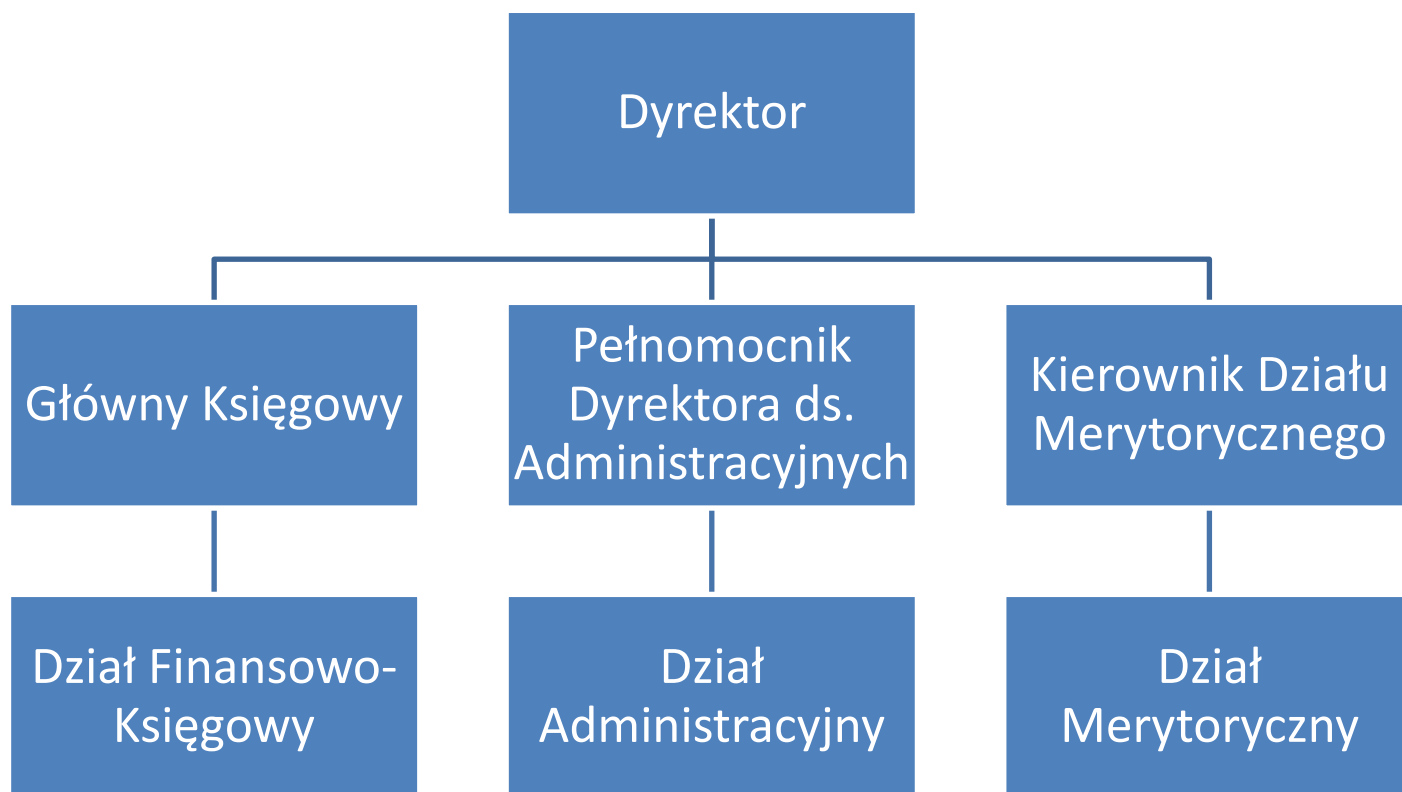 Dyrektor
Główny Księgowy
Pełnomocnik
Dyrektora ds.
Administracyjnych
Kierownik Działu
Merytorycznego
Dział Finansowo-
Księgowy
Dział
Administracyjny
Dział
Merytoryczny